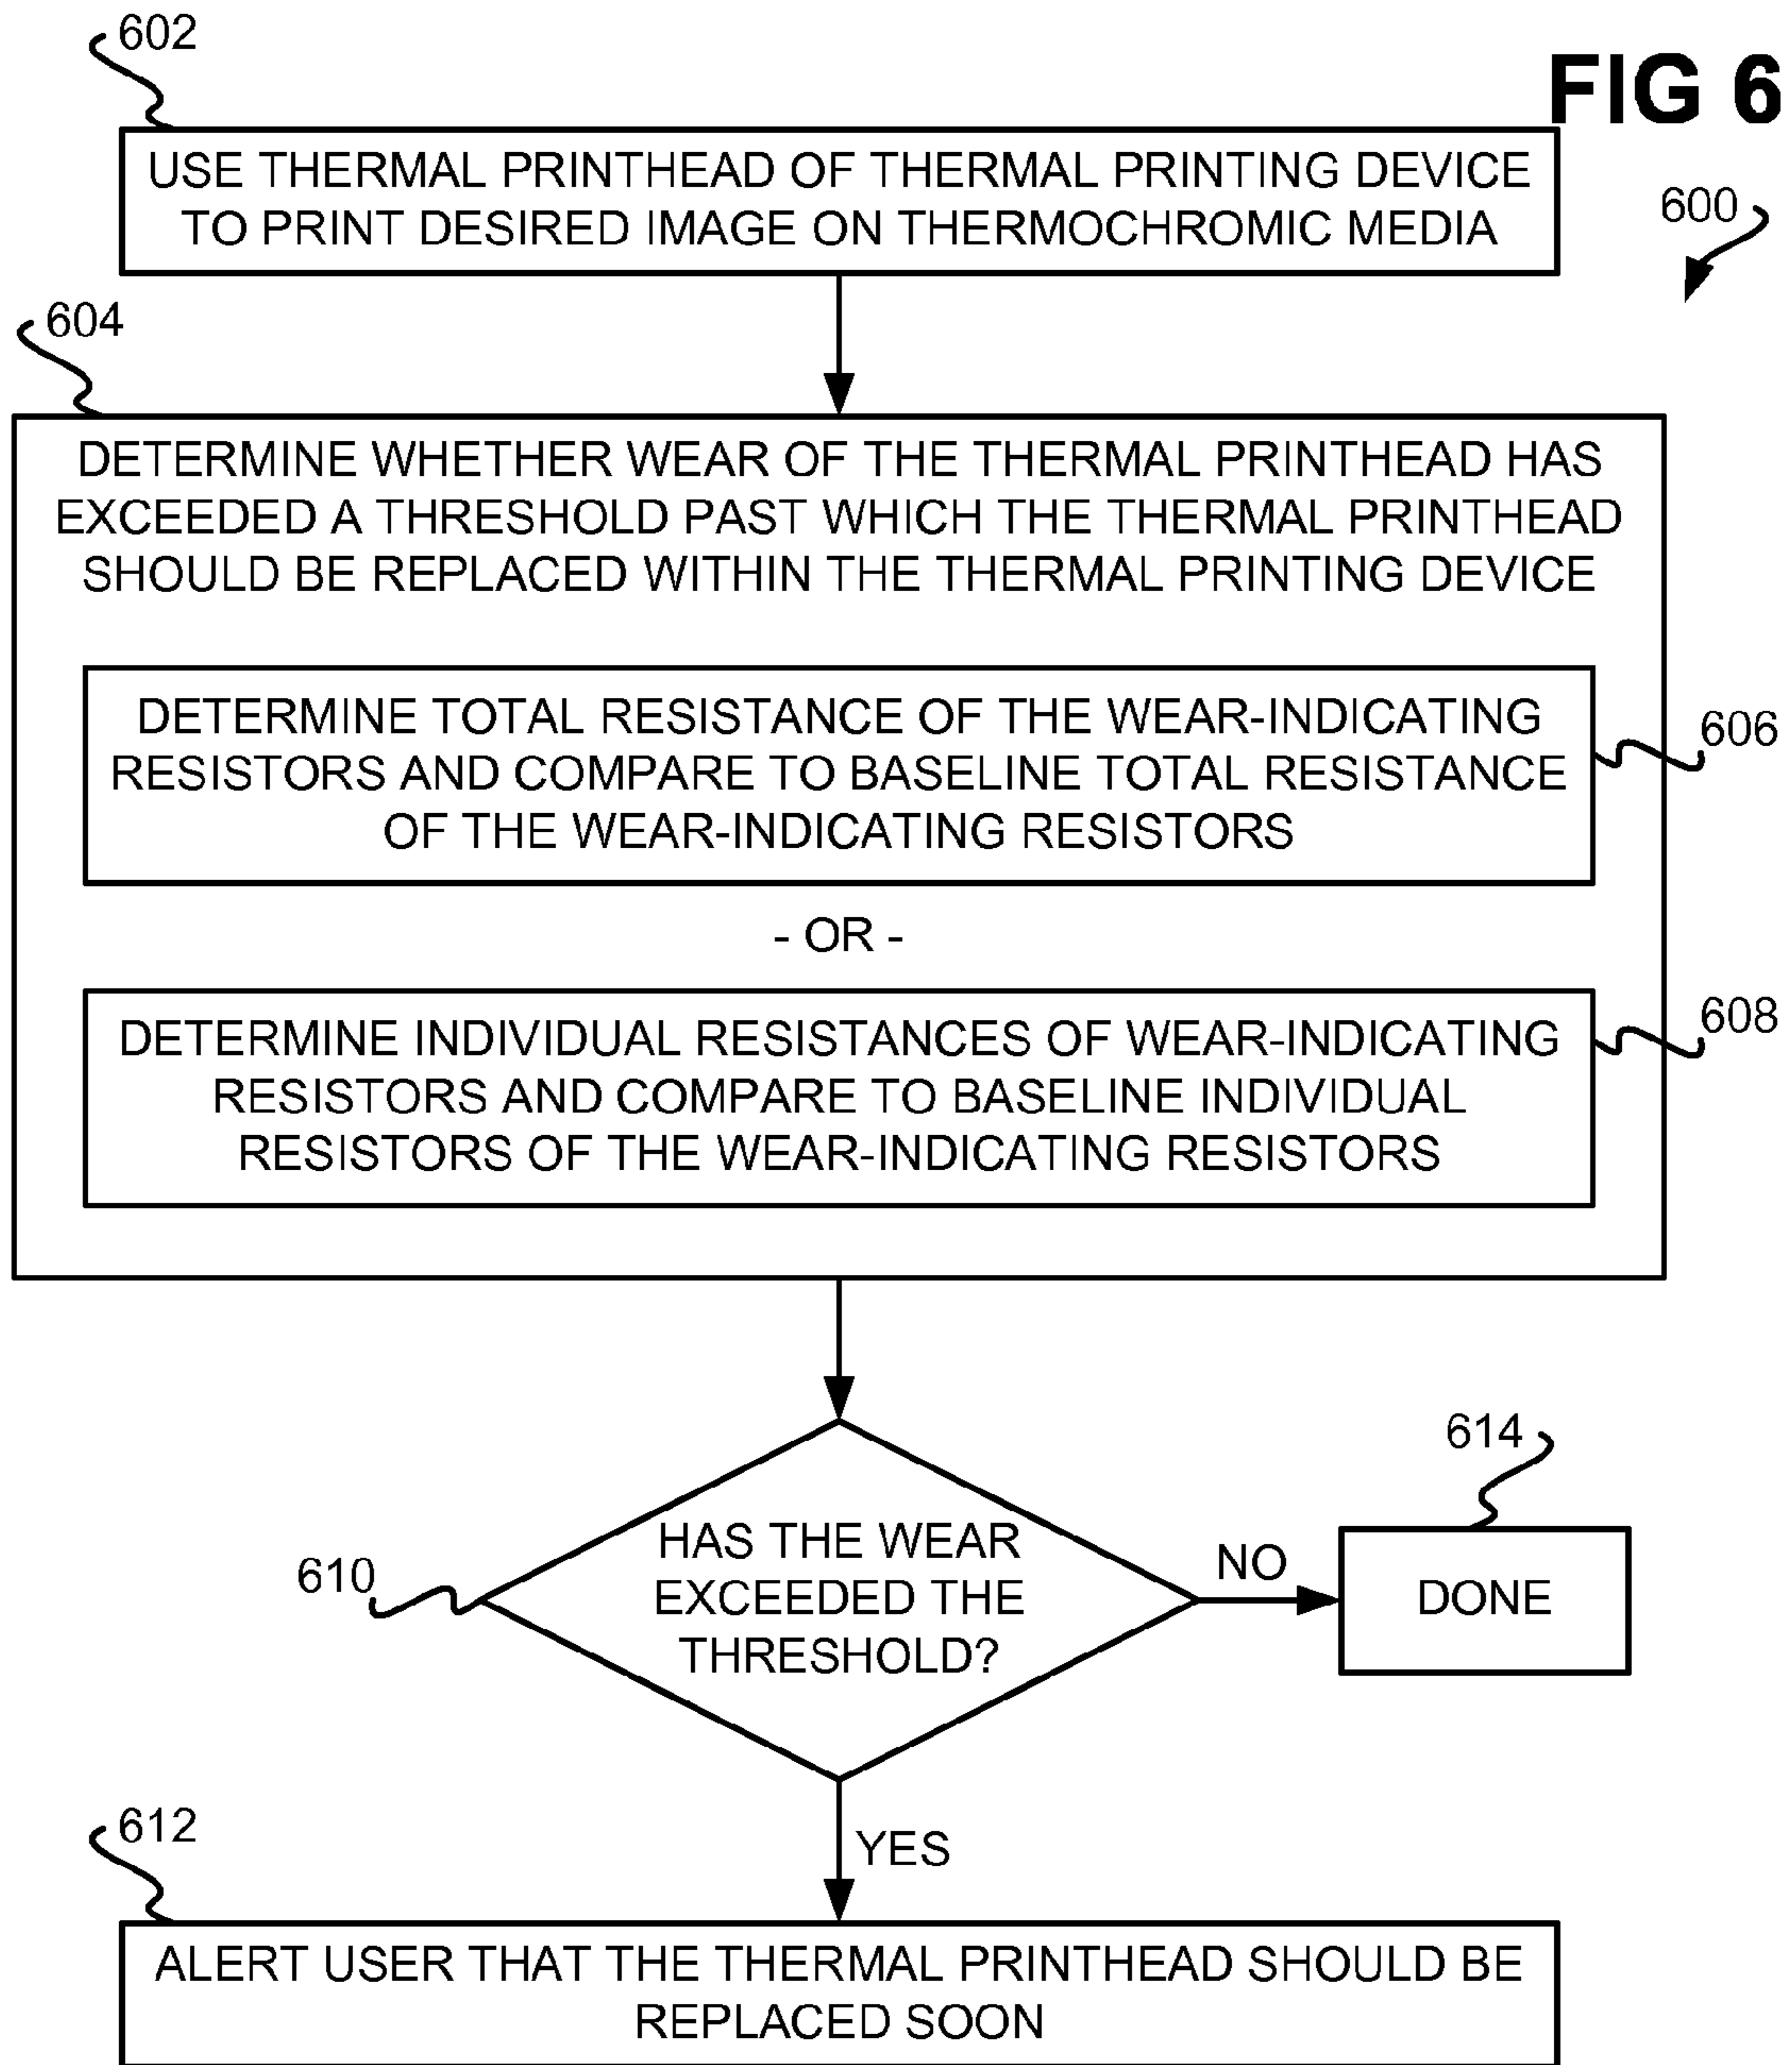 602
FIG 6
USE THERMAL PRINTHEAD OF THERMAL PRINTING DEVICE
TO PRINT DESIRED IMAGE ON THERMOCHROMIC MEDIA
600
604
DETERMINE WHETHER WEAR OF THE THERMAL PRINTHEAD HAS
EXCEEDED A THRESHOLD PAST WHICH THE THERMAL PRINTHEAD
SHOULD BE REPLACED WITHIN THE THERMAL PRINTING DEVICE
DETERMINE TOTAL RESISTANCE OF THE WEAR-INDICATING
RESISTORS AND COMPARE TO BASELINE TOTAL RESISTANCE
OF THE WEAR-INDICATING RESISTORS
606
- OR -
DETERMINE INDIVIDUAL RESISTANCES OF WEAR-INDICATING
RESISTORS AND COMPARE TO BASELINE INDIVIDUAL
RESISTORS OF THE WEAR-INDICATING RESISTORS
608
610
HAS THE WEAR
EXCEEDED THE
THRESHOLD?
NO
614
DONE
YES
612
ALERT USER THAT THE THERMAL PRINTHEAD SHOULD BE
REPLACED SOON